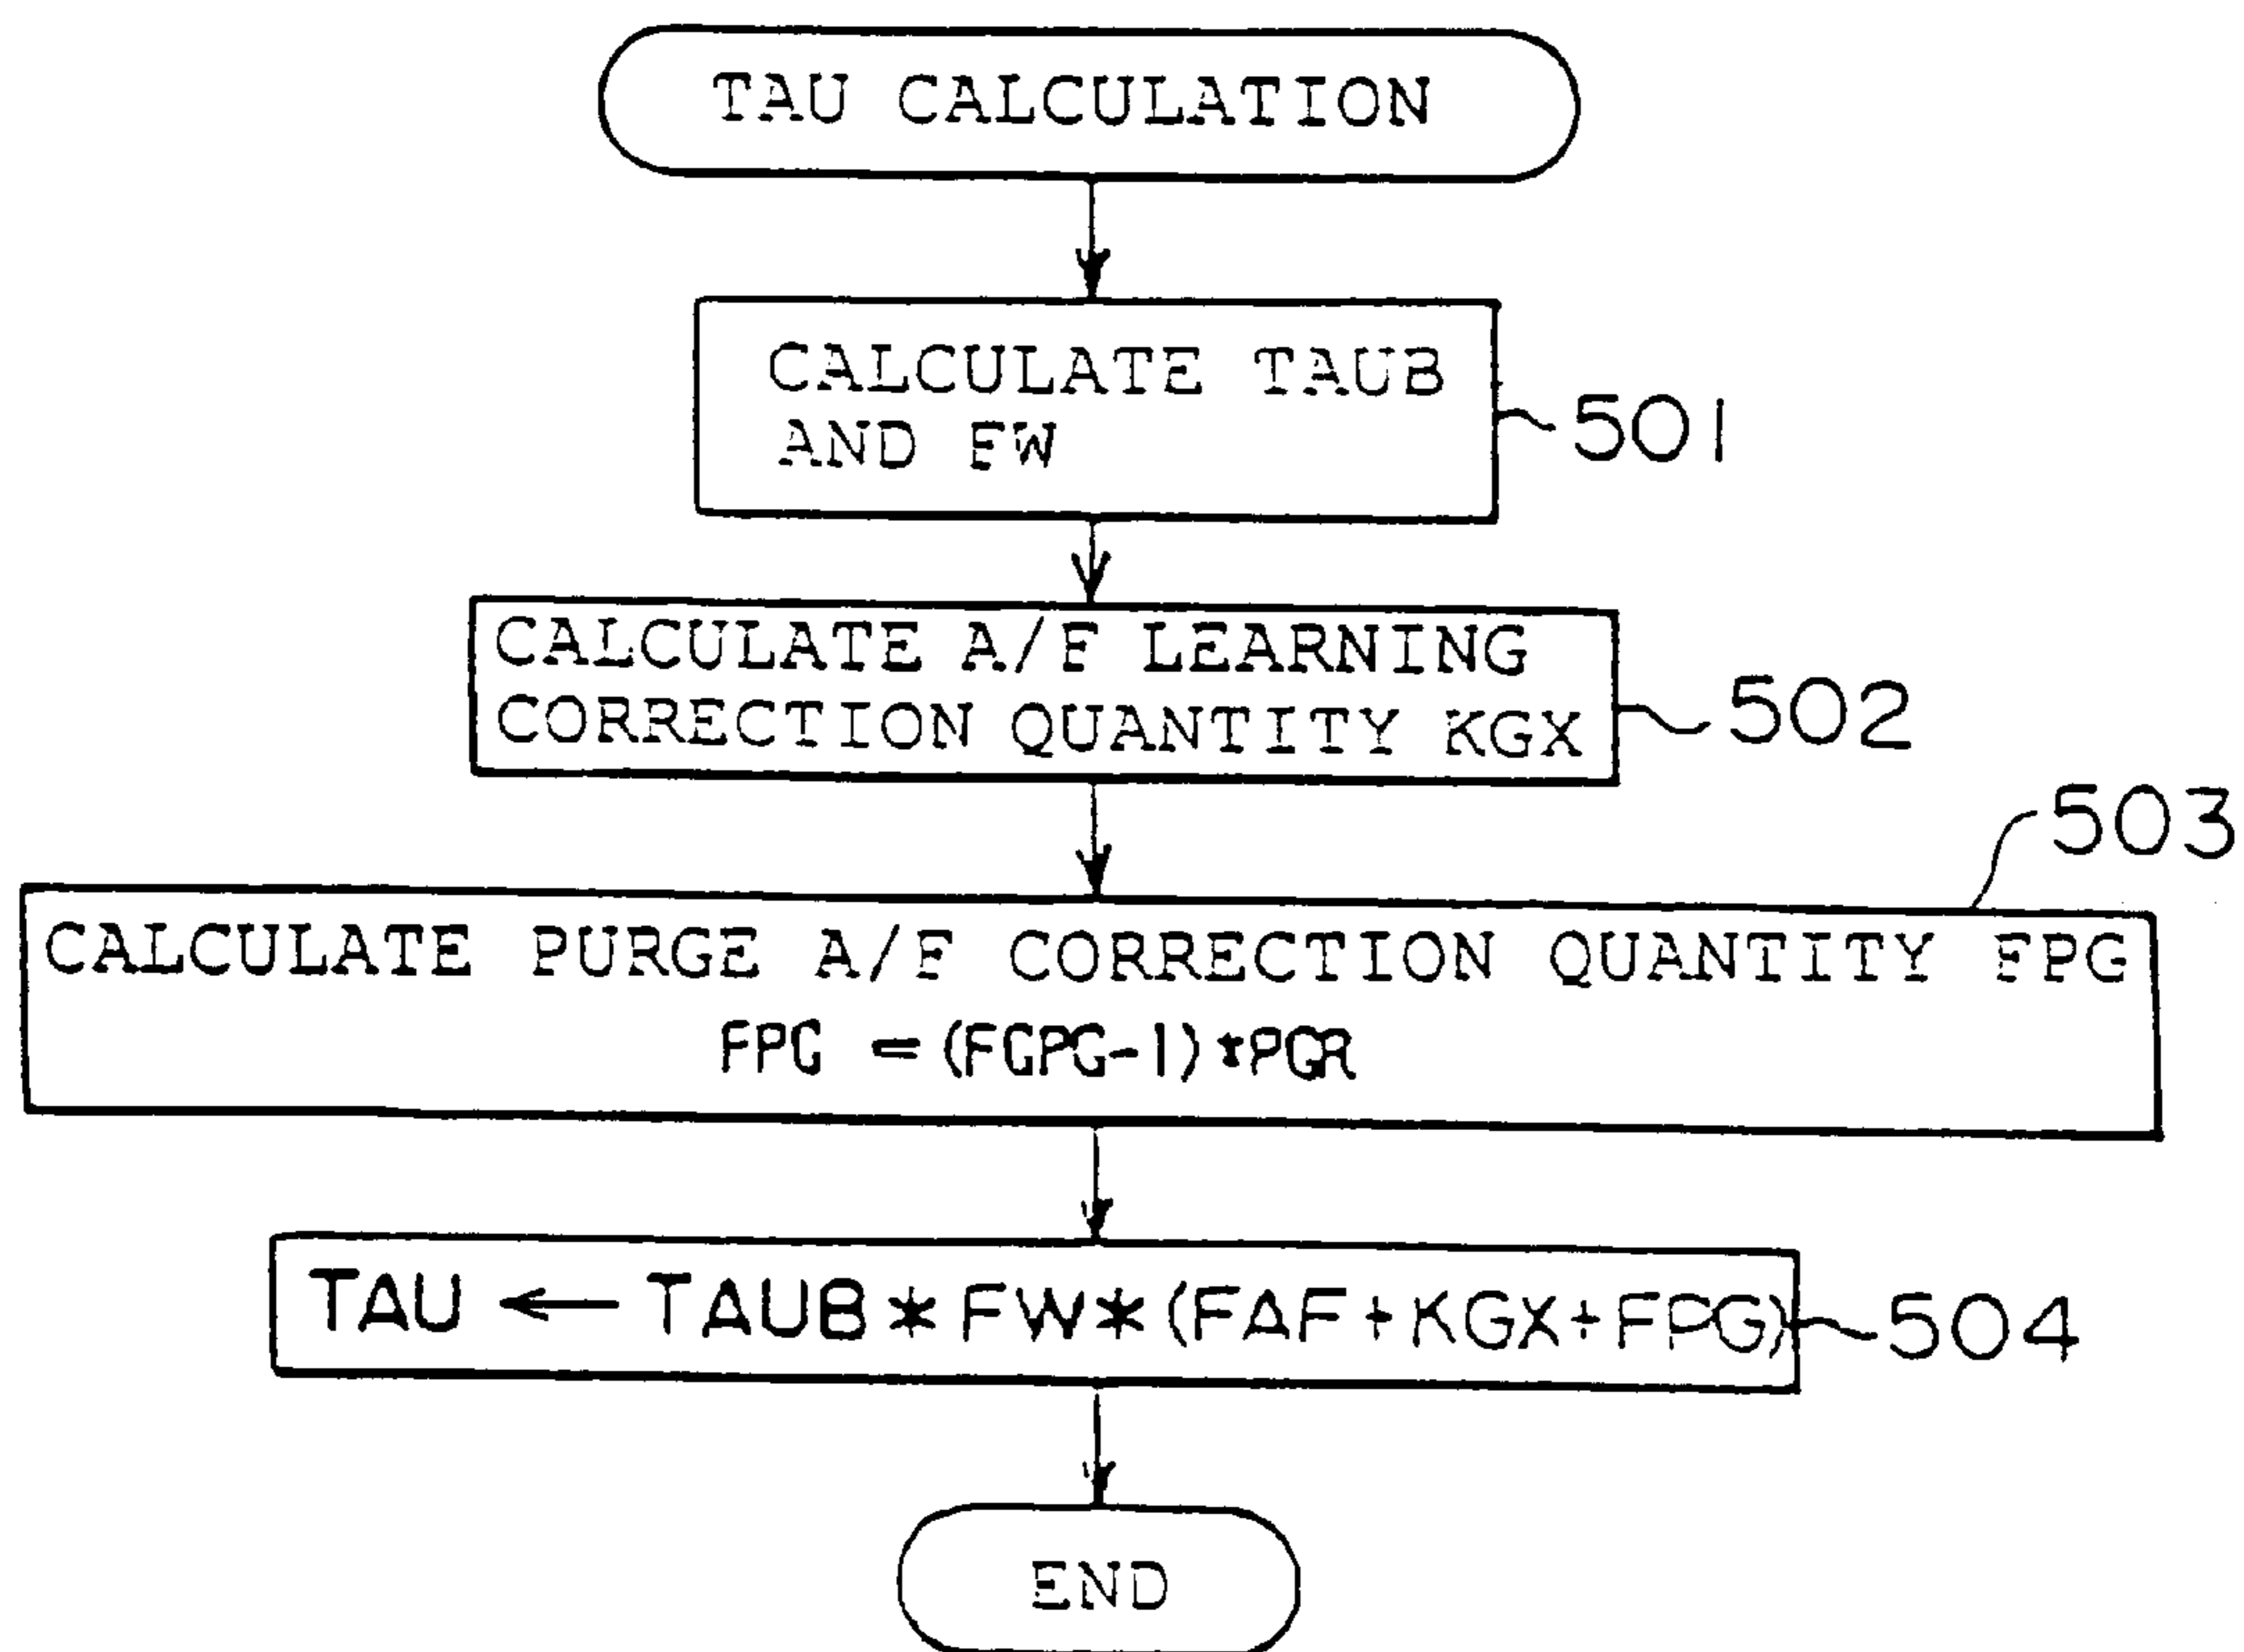 TAU CALCULATION
CALCULATE TAUB
AND FW
501
CALCULATE A/F LEARNING
CORRECTION QUANTITY KGX
502
503
CALCULATE PURGE A/F CORRECTION QUANTITY FPG
FPG =(FGPG-1)*PGR
TAU ← TAUB*FW*(FAF+KGX+FPG)
504
END